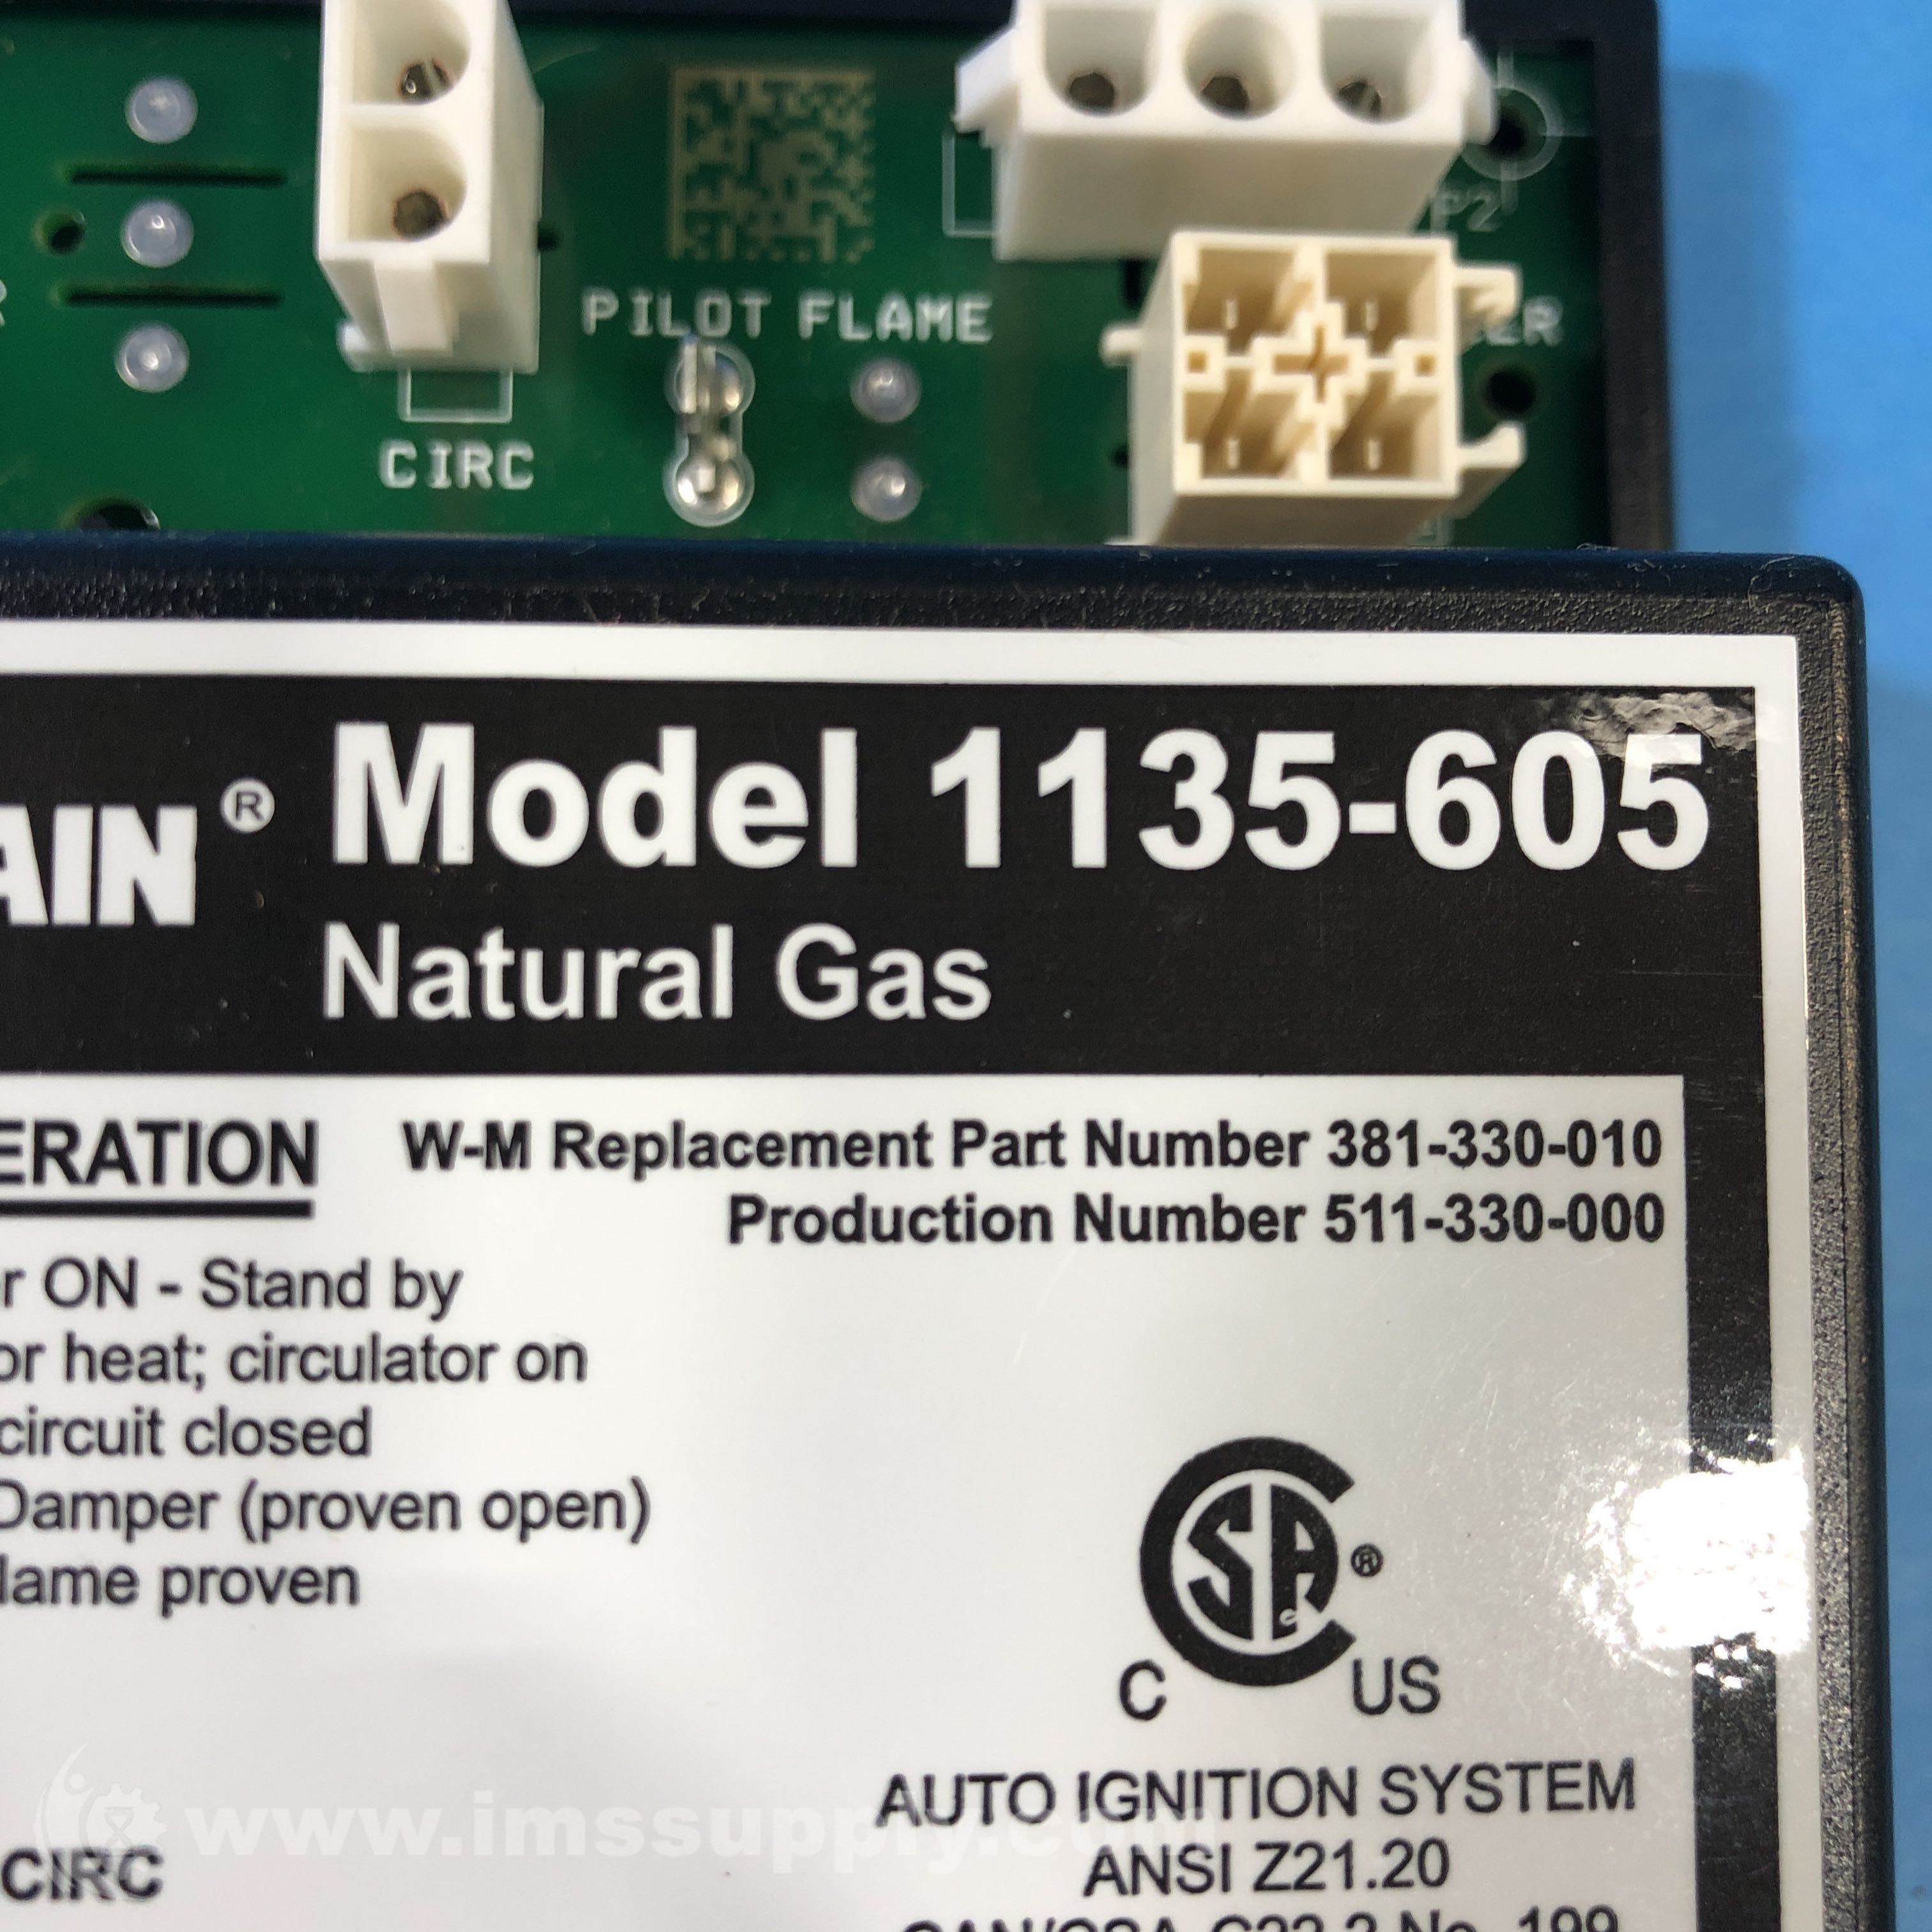 P2
PILOT FLAME
CIRC
AIN® Model 1135-605
Natural Gas
ERATION
W-M Replacement Part Number 381-330-010
Production Number 511-330-000
r ON - Stand by
or heat; circulator on
circuit closed
Damper (proven open)
lame proven
CSA®
C US
AUTO IGNITION SYSTEM
www.imssupply.com
ANSI Z21.20
CIRC